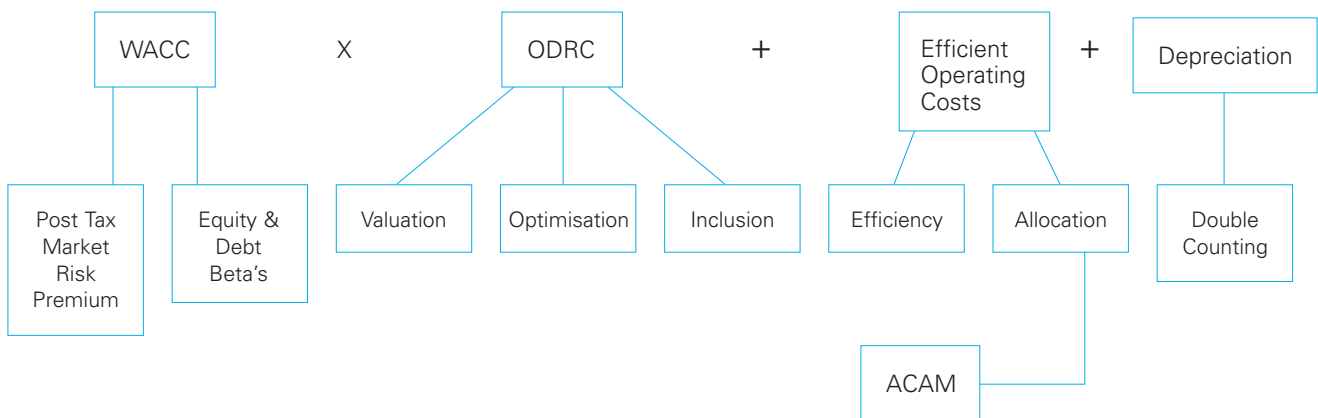 WACC
X
ODRC
+
Efficient
Operating
Costs
+
Depreciation
Post Tax
Market
Risk
Premium
Equity &
Debt
Beta's
Valuation
Optimisation
Inclusion
Efficiency
Allocation
Double
Counting
ACAM